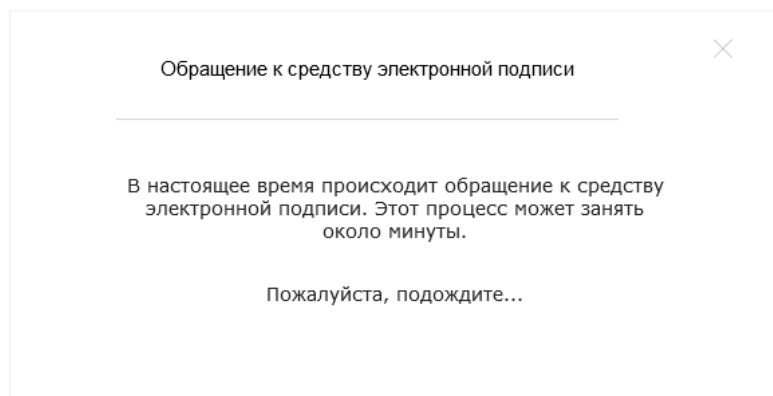 Обращение к средству электронной подписи
В настоящее время происходит обращение к средству
электронной подписи. Этот процесс может занять
около минуты.
Пожалуйста, подождите...